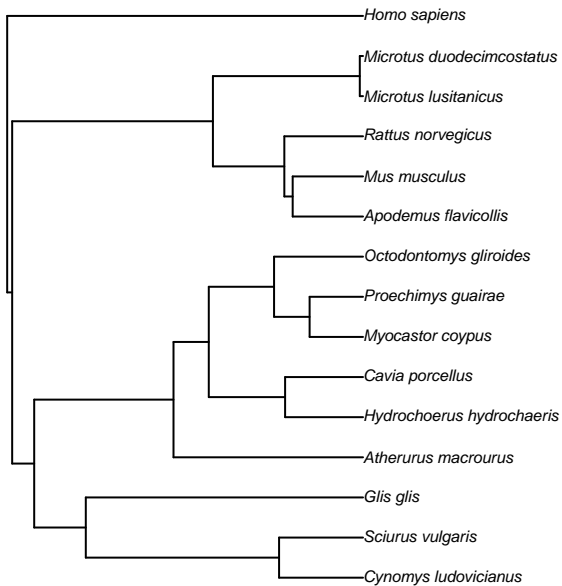 Homo sapiens
Microtus duodecimcostatus
Microtus lusitanicus
Rattus norvegicus
Mus musculus
Apodemus flavicollis
Octodontomys gliroides
Proechimys guairae
Myocastor coypus
Cavia porcellus
Hydrochoerus hydrochaeris
Atherurus macrourus
Glis glis
Sciurus vulgaris
Cynomys ludovicianus